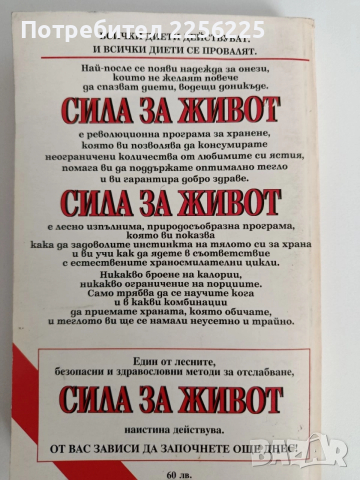 Потребител 2256225
ВСИЧКИ ДИЕТИ ДЕЙСТВУВАТ.
И ВСИЧКИ ДИЕТИ СЕ ПРОВАЛЯТ.
Най-после се появи надежда за онези,
които не желаят повече
да спазват диети, водещи доникъде.
СИЛА ЗА ЖИВОТ
е революционна програма за хранене,
която ви позволява да консумирате
неограничени количества от любимите си ястия,
помага ви да поддържате оптимално тегло
и ви гарантира добро здраве.
СИЛА ЗА ЖИВОТ
е лесно изпълнима, природосъобразна програма,
която ви показва
кака да задоволите инстинкта на тялото си за храна
и ви учи как да ядете в съответствие
с естествените храносмилателни цикли.
Никакво броене на калории,
никакво ограничение на порциите.
Само трябва да се научите кога
и в какви комбинации
да приемате храната, която обичате,
и теглото ви ще се намали неусетно и трайно.
Един от лесните,
безопасни и здравословни методи за отслабване,
СИЛА ЗА ЖИВОТ
наистина действува.
ОТ ВАС ЗАВИСИ ДА ЗАПОЧНЕТЕ ОЩЕ ДНЕС!
60 лв.
bazar